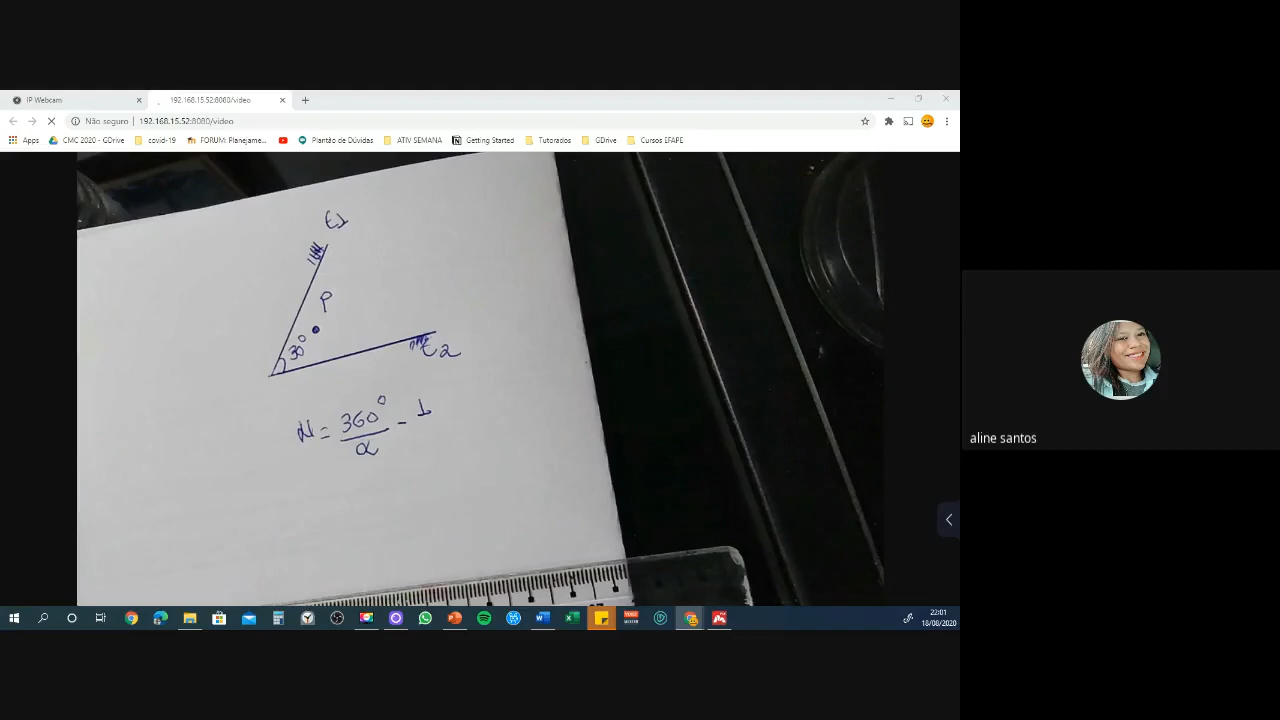 IP Webcam
192.168.15.52:8080/video
Não seguro
192.168.15.52:8080/video
Apps
CMC 2020 - GDrive
covid-19
FORUM: Planejame...
Plantão de Dúvidas
ATIV SEMANA
Getting Started
Tutorados
GDrive
Cursos EFAPE
E1
P
30°
E2
N = 360° / α - 1
aline santos
22:01
18/08/2020